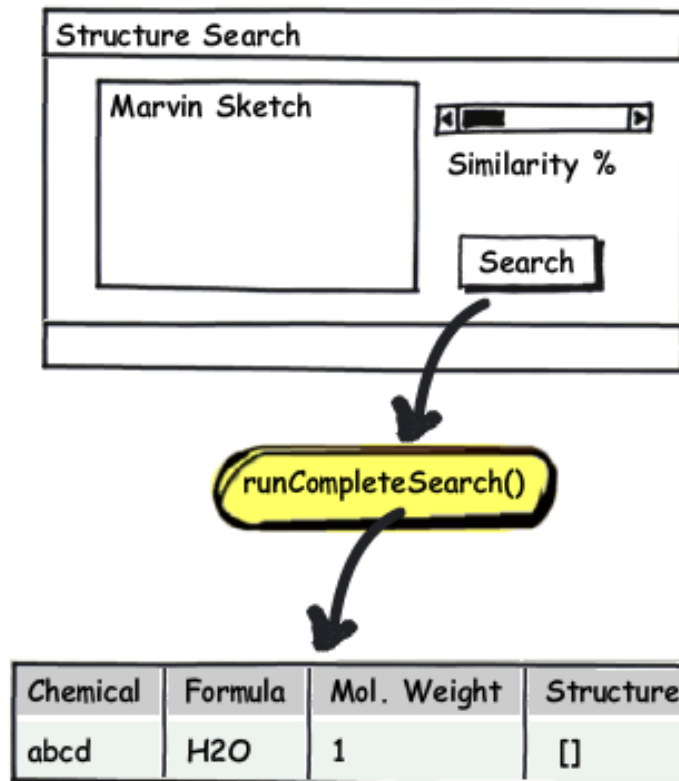 Structure Search
Marvin Sketch
Similarity %
Search
runCompleteSearch()
Chemical Formula Mol. Weight Structure
abcd H2O 1 []